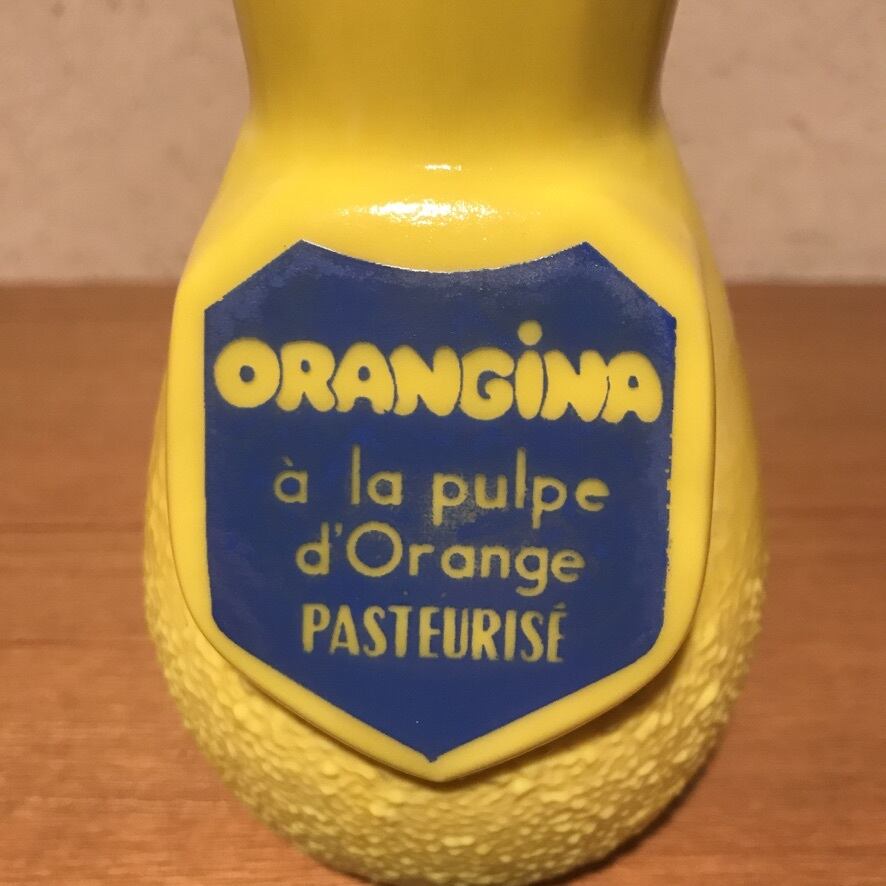 ORANGiNA
à la pulpe
d'Orange
PASTEURISÉ